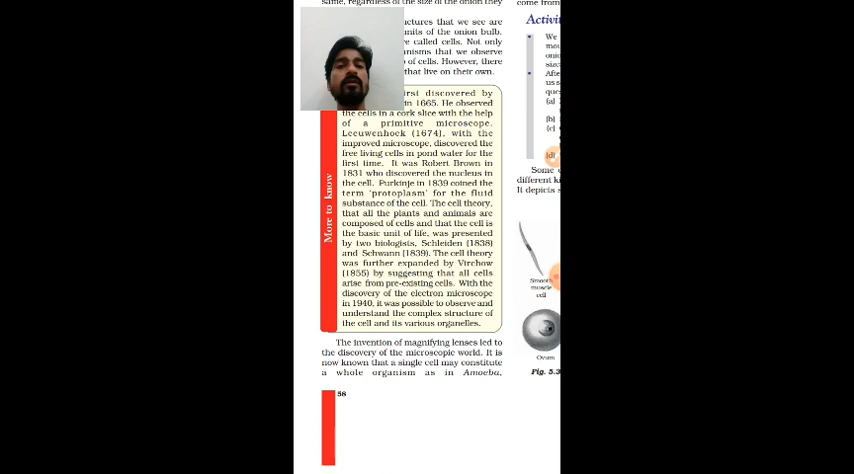 same, regardless of the size of the onion they
uctures that we see are
units of the onion bulb.
e called cells. Not only
anisms that we observe
of cells. However, there
that live on their own.
irst discovered by
in 1665. He observed
the cells in a cork slice with the help
of a primitive microscope.
Leeuwenhoek (1674), with the
improved microscope, discovered the
free living cells in pond water for the
first time. It was Robert Brown in
1831 who discovered the nucleus in
the cell. Purkinje in 1839 coined the
term 'protoplasm' for the fluid
substance of the cell. The cell theory,
that all the plants and animals are
composed of cells and that the cell is
the basic unit of life, was presented
by two biologists, Schleiden (1838)
and Schwann (1839). The cell theory
was further expanded by Virchow
(1855) by suggesting that all cells
arise from pre-existing cells. With the
discovery of the electron microscope
in 1940, it was possible to observe and
understand the complex structure of
the cell and its various organelles.
More to know
The invention of magnifying lenses led to
the discovery of the microscopic world. It is
now known that a single cell may constitute
a whole organism as in Amoeba,
58
come from
Activi
We
mou
onio
size
Afte
us s
que
(a)
(b)
(c)
(d)
Some
different ki
It depicts s
Smooth
muscle
cell
Ovum
Fig. 5.3